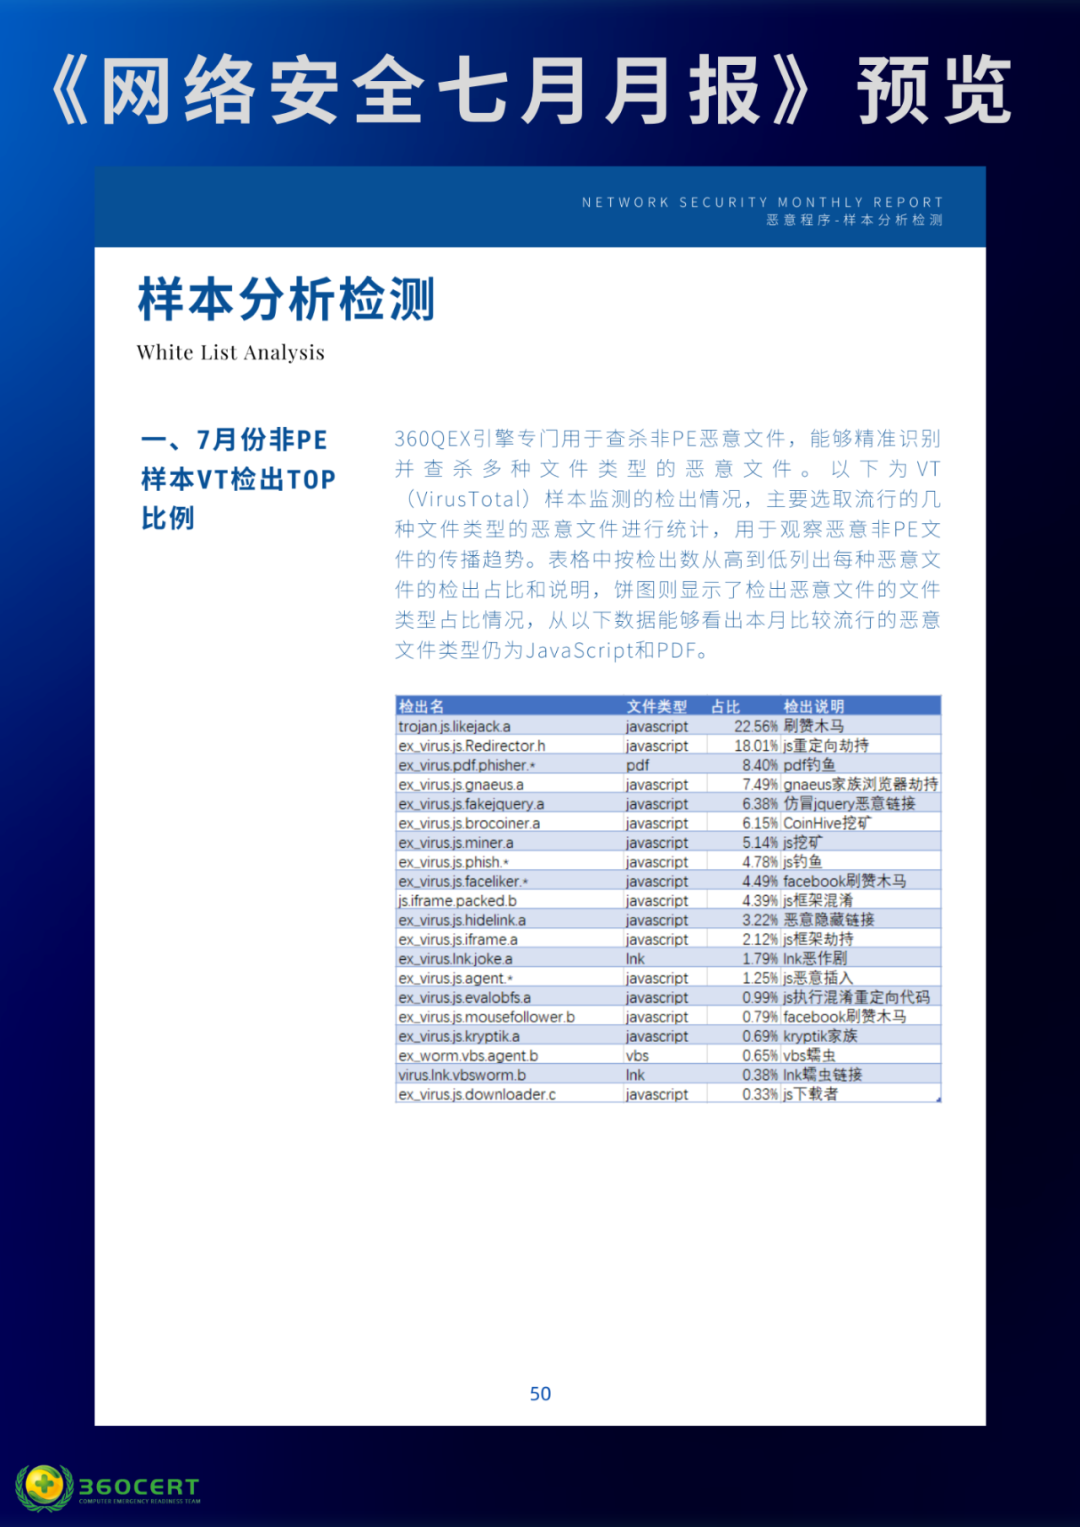 《网络安全七月月报》预览
NETWORK SECURITY MONTHLY REPORT
恶意程序-样本分析检测
样本分析检测
White List Analysis
一、7月份非PE
样本VT检出TOP
比例
360QEX引擎专门用于查杀非PE恶意文件，能够精准识别
并查杀多种文件类型的恶意文件。以下为VT
（VirusTotal）样本监测的检出情况，主要选取流行的几
种文件类型的恶意文件进行统计，用于观察恶意非PE文
件的传播趋势。表格中按检出数从高到低列出每种恶意文
件的检出占比和说明，饼图则显示了检出恶意文件的文件
类型占比情况，从以下数据能够看出本月比较流行的恶意
文件类型仍为JavaScript和PDF。
检出名 文件类型 占比 检出说明
trojan.js.likejack.a javascript 22.56% 刷赞木马
ex_virus.js.Redirector.h javascript 18.01% js重定向劫持
ex_virus.pdf.phisher.* pdf 8.40% pdf钓鱼
ex_virus.js.gnaeus.a javascript 7.49% gnaeus家族浏览器劫持
ex_virus.js.fakejquery.a javascript 6.38% 仿冒jquery恶意链接
ex_virus.js.brocoiner.a javascript 6.15% CoinHive挖矿
ex_virus.js.miner.a javascript 5.14% js挖矿
ex_virus.js.phish.* javascript 4.78% js钓鱼
ex_virus.js.faceliker.* javascript 4.49% facebook刷赞木马
js.iframe.packed.b javascript 4.39% js框架混淆
ex_virus.js.hidelink.a javascript 3.22% 恶意隐藏链接
ex_virus.js.iframe.a javascript 2.12% js框架劫持
ex_virus.lnk.joke.a lnk 1.79% lnk恶作剧
ex_virus.js.agent.* javascript 1.25% js恶意插入
ex_virus.js.evalobfs.a javascript 0.99% js执行混淆重定向代码
ex_virus.js.mousefollower.b javascript 0.79% facebook刷赞木马
ex_virus.js.kryptik.a javascript 0.69% kryptik家族
ex_worm.vbs.agent.b vbs 0.65% vbs蠕虫
virus.lnk.vbsworm.b lnk 0.38% lnk蠕虫链接
ex_virus.js.downloader.c javascript 0.33% js下载者
50
360CERT
COMPUTER EMERGENCY READINESS TEAM